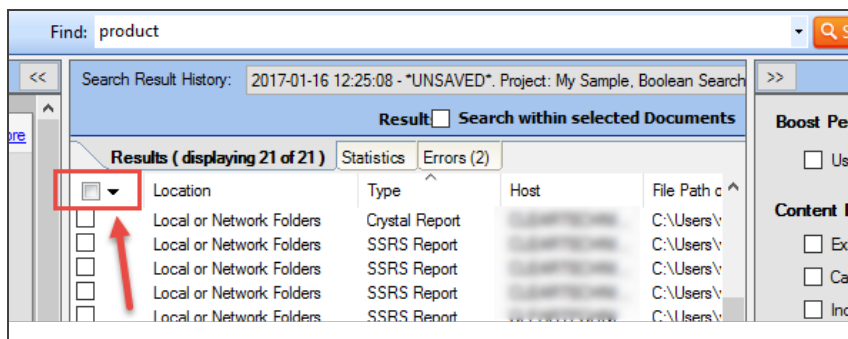 Find: product
<< Search Result History: 2017-01-16 12:25:08 - *UNSAVED*. Project: My Sample, Boolean Search >>
Result: Search within selected Documents
Boost Pe
Results ( displaying 21 of 21 ) Statistics Errors (2)
Us
Location Type Host File Path o
Local or Network Folders Crystal Report C:\Users\
Content
Local or Network Folders SSRS Report C:\Users\
Ex
Local or Network Folders SSRS Report C:\Users\
Ca
Local or Network Folders SSRS Report C:\Users\
Local or Network Folders SSRS Report C:\Users\